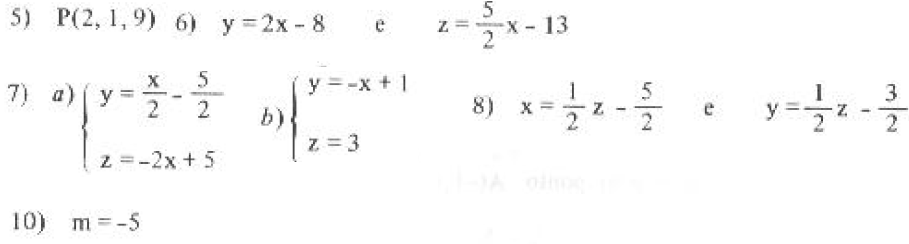 5) P(2, 1, 9) 6) y = 2x - 8 e z = 5/2 x - 13
7) a) { y = x/2 - 5/2 z = -2x + 5 b) { y = -x + 1 z = 3 8) x = 1/2 z - 5/2 e y = 1/2 z - 3/2
10) m = -5